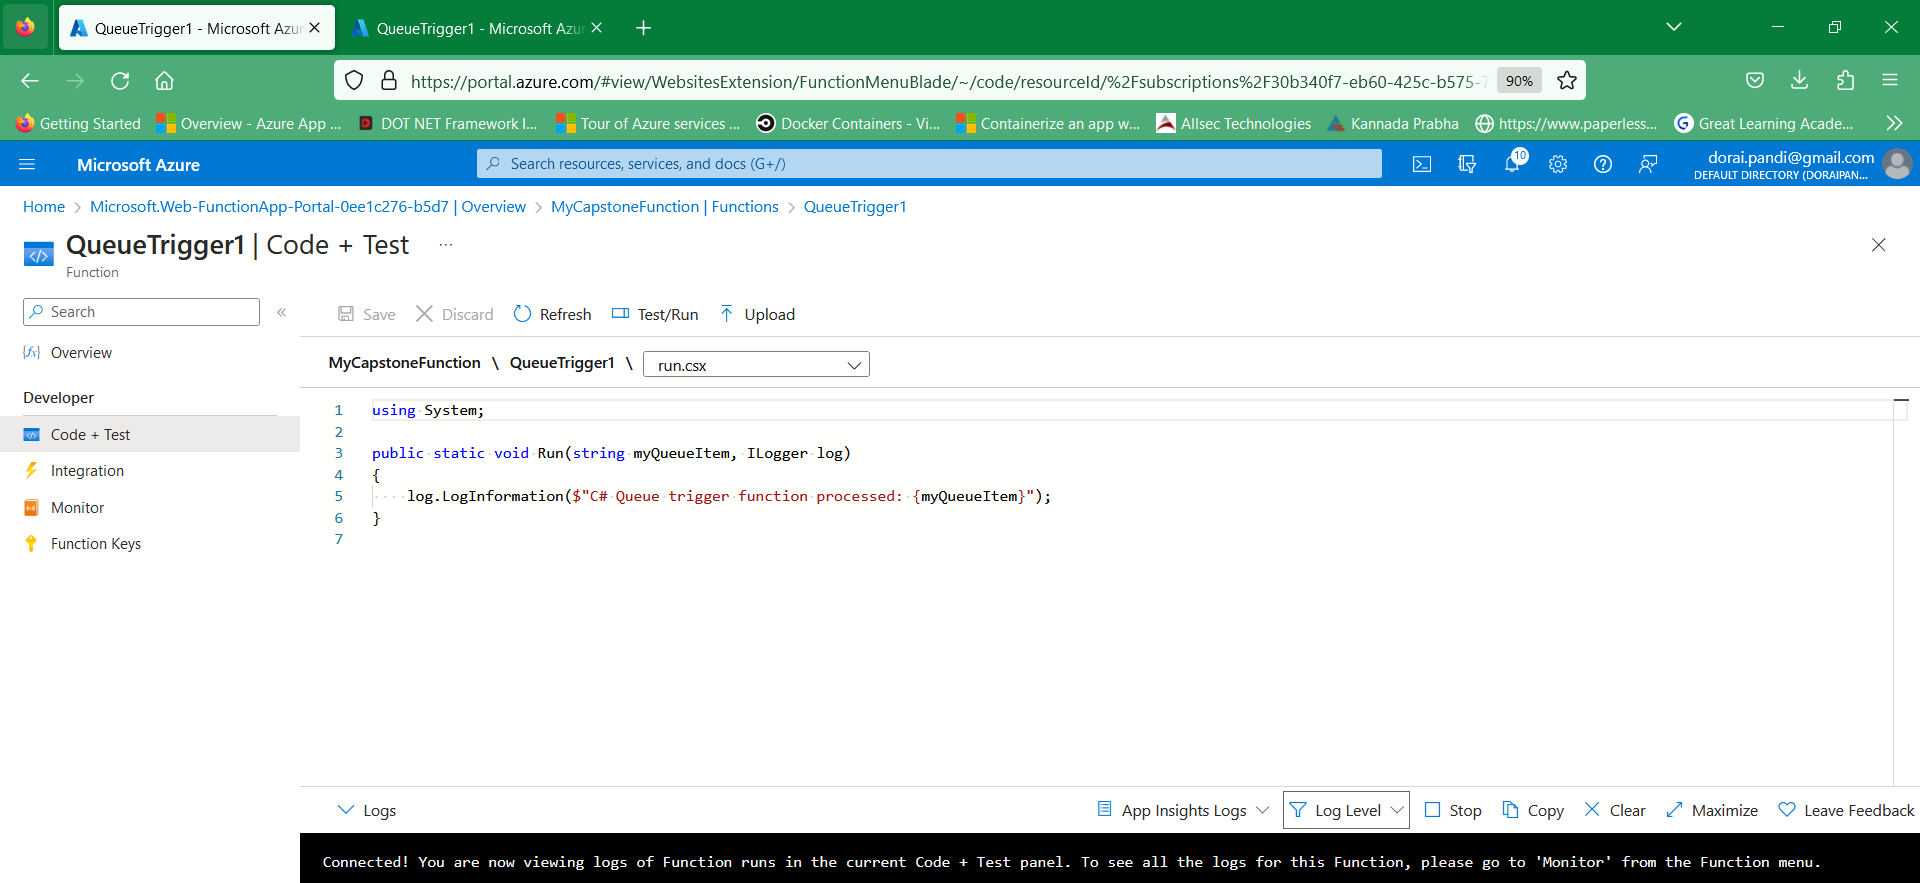 QueueTrigger1 - Microsoft Azur
QueueTrigger1 - Microsoft Azur
https://portal.azure.com/#view/WebsitesExtension/FunctionMenuBlade/~/code/resourceId/%2Fsubscriptions%2F30b340f7-eb60-425c-b575-7
90%
Getting Started
Overview - Azure App ...
DOT NET Framework I...
Tour of Azure services ...
Docker Containers - Vi...
Containerize an app w...
Allsec Technologies
Kannada Prabha
https://www.paperless...
Great Learning Acade...
Microsoft Azure
Search resources, services, and docs (G+/)
10
dorai.pandi@gmail.com
DEFAULT DIRECTORY (DORAIPAN...
Home > Microsoft.Web-FunctionApp-Portal-0ee1c276-b5d7 | Overview > MyCapstoneFunction | Functions > QueueTrigger1
QueueTrigger1 | Code + Test ...
Function
Search
«
Overview
Developer
Code + Test
Integration
Monitor
Function Keys
Save
Discard
Refresh
Test/Run
Upload
MyCapstoneFunction \ QueueTrigger1 \ run.csx
1 using System;
2
3 public static void Run(string myQueueItem, ILogger log)
4 {
5 log.LogInformation($"C# Queue trigger function processed: {myQueueItem}");
6 }
7
Logs
App Insights Logs
Log Level
Stop
Copy
Clear
Maximize
Leave Feedback
Connected! You are now viewing logs of Function runs in the current Code + Test panel. To see all the logs for this Function, please go to 'Monitor' from the Function menu.